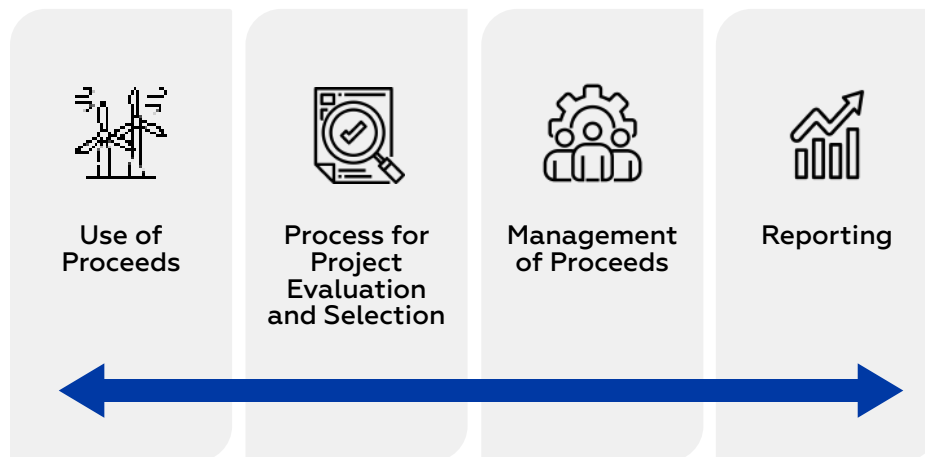 Use of
Proceeds
Process for
Project
Evaluation
and Selection
Management
of Proceeds
Reporting